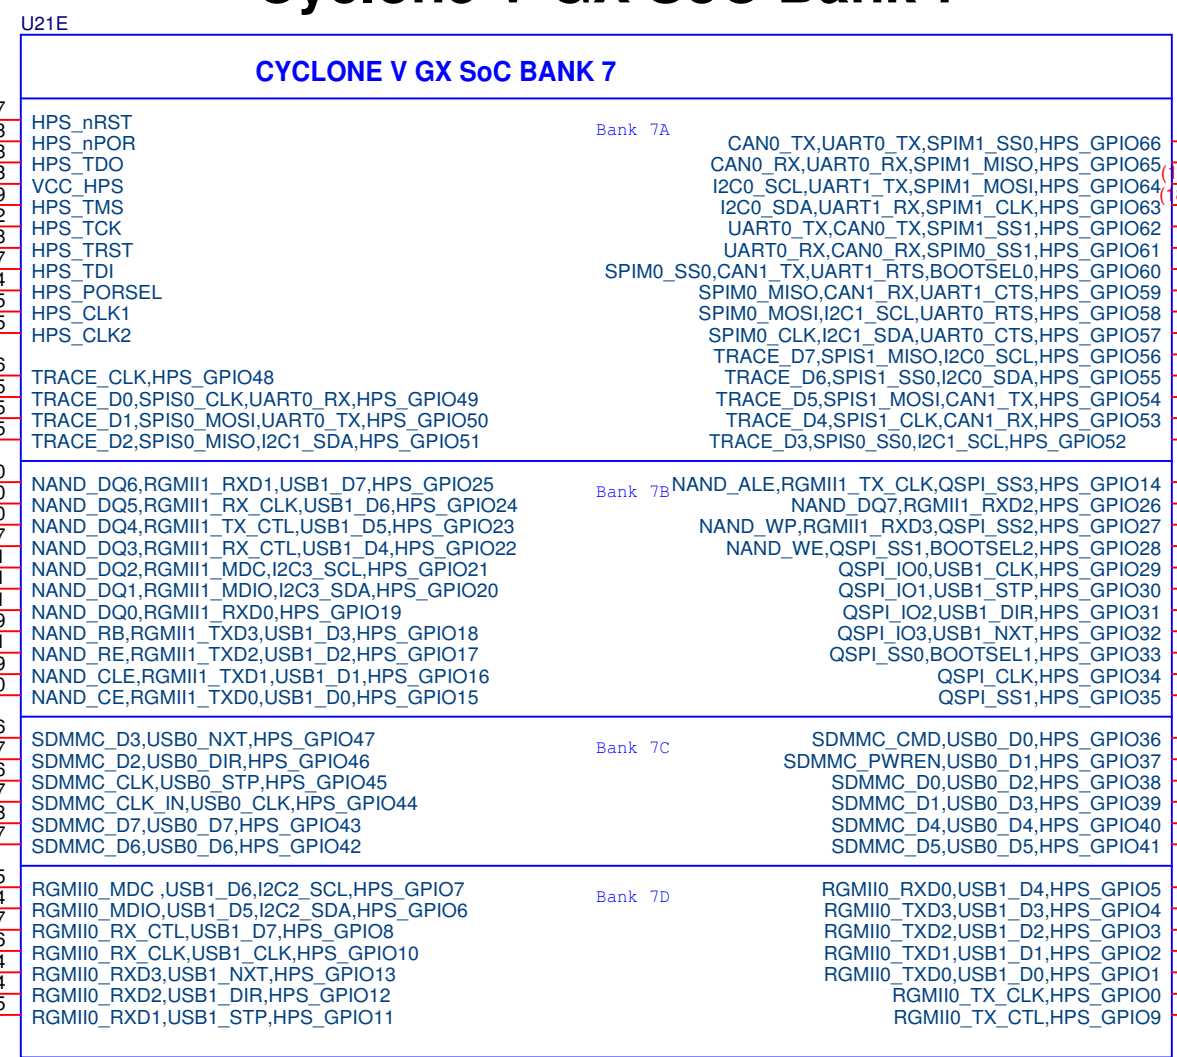 U21E
CYCLONE V GX SoC BANK 7
Bank 7A
HPS_nRST
HPS_nPOR
HPS_TDO
VCC_HPS
HPS_TMS
HPS_TCK
HPS_TRST
HPS_TDI
HPS_PORSEL
HPS_CLK1
HPS_CLK2
TRACE_CLK,HPS_GPIO48
TRACE_D0,SPIS0_CLK,UART0_RX,HPS_GPIO49
TRACE_D1,SPIS0_MOSI,UART0_TX,HPS_GPIO50
TRACE_D2,SPIS0_MISO,I2C1_SDA,HPS_GPIO51
CAN0_TX,UART0_TX,SPIM1_SS0,HPS_GPIO66
CAN0_RX,UART0_RX,SPIM1_MISO,HPS_GPIO65
I2C0_SCL,UART1_TX,SPIM1_MOSI,HPS_GPIO64
I2C0_SDA,UART1_RX,SPIM1_CLK,HPS_GPIO63
UART0_TX,CAN0_TX,SPIM1_SS1,HPS_GPIO62
UART0_RX,CAN0_RX,SPIM0_SS1,HPS_GPIO61
SPIM0_SS0,CAN1_TX,UART1_RTS,BOOTSEL0,HPS_GPIO60
SPIM0_MISO,CAN1_RX,UART1_CTS,HPS_GPIO59
SPIM0_MOSI,I2C1_SCL,UART0_RTS,HPS_GPIO58
SPIM0_CLK,I2C1_SDA,UART0_CTS,HPS_GPIO57
TRACE_D7,SPIS1_MISO,I2C0_SCL,HPS_GPIO56
TRACE_D6,SPIS1_SS0,I2C0_SDA,HPS_GPIO55
TRACE_D5,SPIS1_MOSI,CAN1_TX,HPS_GPIO54
TRACE_D4,SPIS1_CLK,CAN1_RX,HPS_GPIO53
TRACE_D3,SPIS0_SS0,I2C1_SCL,HPS_GPIO52
Bank 7B
NAND_DQ6,RGMII1_RXD1,USB1_D7,HPS_GPIO25
NAND_DQ5,RGMII1_RX_CLK,USB1_D6,HPS_GPIO24
NAND_DQ4,RGMII1_TX_CTL,USB1_D5,HPS_GPIO23
NAND_DQ3,RGMII1_RX_CTL,USB1_D4,HPS_GPIO22
NAND_DQ2,RGMII1_MDC,I2C3_SCL,HPS_GPIO21
NAND_DQ1,RGMII1_MDIO,I2C3_SDA,HPS_GPIO20
NAND_DQ0,RGMII1_RXD0,HPS_GPIO19
NAND_RB,RGMII1_TXD3,USB1_D3,HPS_GPIO18
NAND_RE,RGMII1_TXD2,USB1_D2,HPS_GPIO17
NAND_CLE,RGMII1_TXD1,USB1_D1,HPS_GPIO16
NAND_CE,RGMII1_TXD0,USB1_D0,HPS_GPIO15
NAND_ALE,RGMII1_TX_CLK,QSPI_SS3,HPS_GPIO14
NAND_DQ7,RGMII1_RXD2,HPS_GPIO26
NAND_WP,RGMII1_RXD3,QSPI_SS2,HPS_GPIO27
NAND_WE,QSPI_SS1,BOOTSEL2,HPS_GPIO28
QSPI_IO0,USB1_CLK,HPS_GPIO29
QSPI_IO1,USB1_STP,HPS_GPIO30
QSPI_IO2,USB1_DIR,HPS_GPIO31
QSPI_IO3,USB1_NXT,HPS_GPIO32
QSPI_SS0,BOOTSEL1,HPS_GPIO33
QSPI_CLK,HPS_GPIO34
QSPI_SS1,HPS_GPIO35
Bank 7C
SDMMC_D3,USB0_NXT,HPS_GPIO47
SDMMC_D2,USB0_DIR,HPS_GPIO46
SDMMC_CLK,USB0_STP,HPS_GPIO45
SDMMC_CLK_IN,USB0_CLK,HPS_GPIO44
SDMMC_D7,USB0_D7,HPS_GPIO43
SDMMC_D6,USB0_D6,HPS_GPIO42
SDMMC_CMD,USB0_D0,HPS_GPIO36
SDMMC_PWREN,USB0_D1,HPS_GPIO37
SDMMC_D0,USB0_D2,HPS_GPIO38
SDMMC_D1,USB0_D3,HPS_GPIO39
SDMMC_D4,USB0_D4,HPS_GPIO40
SDMMC_D5,USB0_D5,HPS_GPIO41
Bank 7D
RGMII0_MDC ,USB1_D6,I2C2_SCL,HPS_GPIO7
RGMII0_MDIO,USB1_D5,I2C2_SDA,HPS_GPIO6
RGMII0_RX_CTL,USB1_D7,HPS_GPIO8
RGMII0_RX_CLK,USB1_CLK,HPS_GPIO10
RGMII0_RXD3,USB1_NXT,HPS_GPIO13
RGMII0_RXD2,USB1_DIR,HPS_GPIO12
RGMII0_RXD1,USB1_STP,HPS_GPIO11
RGMII0_RXD0,USB1_D4,HPS_GPIO5
RGMII0_TXD3,USB1_D3,HPS_GPIO4
RGMII0_TXD2,USB1_D2,HPS_GPIO3
RGMII0_TXD1,USB1_D1,HPS_GPIO2
RGMII0_TXD0,USB1_D0,HPS_GPIO1
RGMII0_TX_CLK,HPS_GPIO0
RGMII0_TX_CTL,HPS_GPIO9